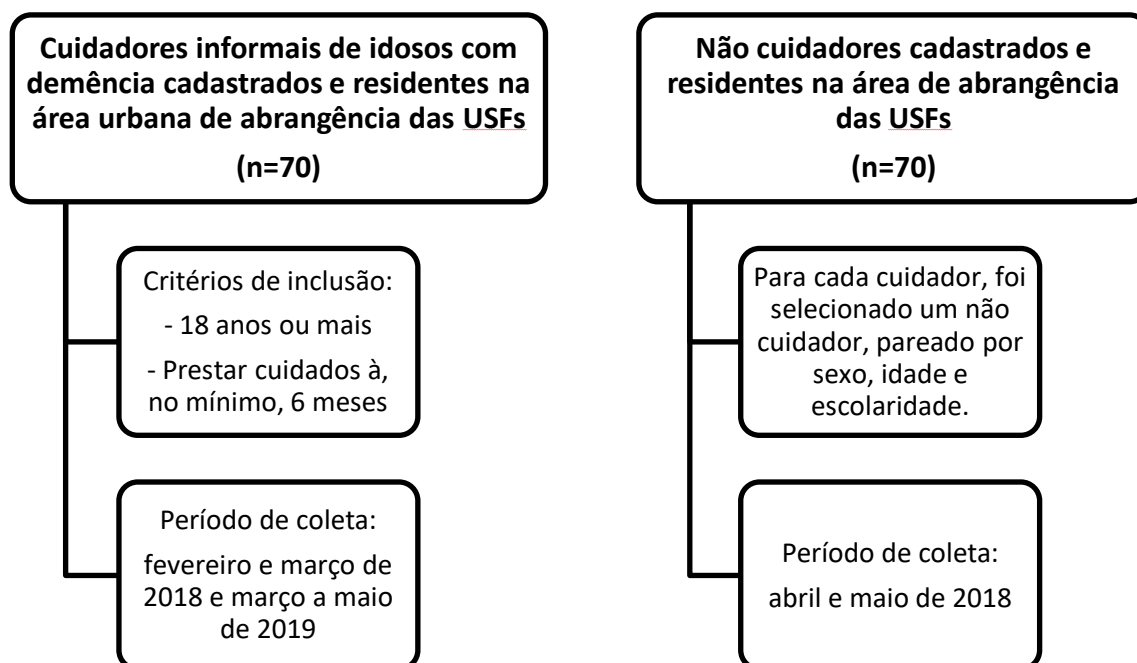 Cuidadores informais de idosos com
demência cadastrados e residentes na
área urbana de abrangência das USFs
(n=70)
Critérios de inclusão:
- 18 anos ou mais
- Prestar cuidados à,
no mínimo, 6 meses
Período de coleta:
fevereiro e março de
2018 e março a maio
de 2019
Não cuidadores cadastrados e
residentes na área de abrangência
das USFs
(n=70)
Para cada cuidador, foi
selecionado um não
cuidador, pareado por
sexo, idade e
escolaridade.
Período de coleta:
abril e maio de 2018